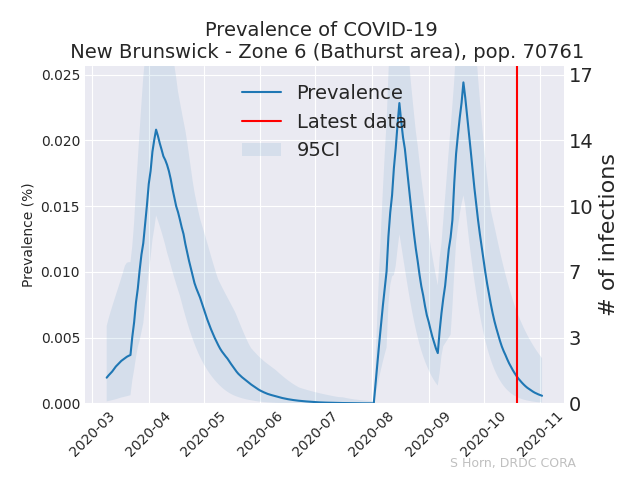 Prevalence of COVID-19
New Brunswick - Zone 6 (Bathurst area), pop. 70761
Prevalence (%)
0.025
0.020
0.015
0.010
0.005
0.000
Prevalence
Latest data
95CI
17
14
10
7
3
0
# of infections
2020-03
2020-04
2020-05
2020-06
2020-07
2020-08
2020-09
2020-10
2020-11
S Horn, DRDC CORA